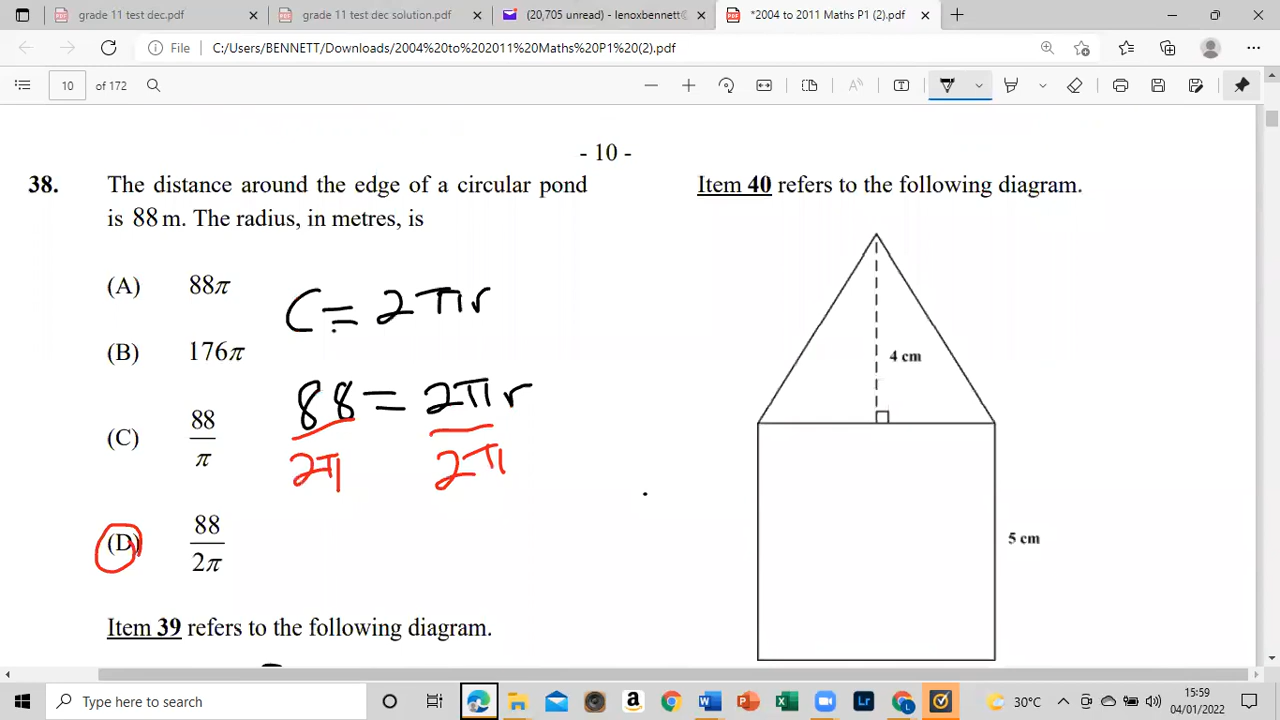 grade 11 test dec.pdf
grade 11 test dec solution.pdf
(20,705 unread) - lenoxbennett@
*2004 to 2011 Maths P1 (2).pdf
File
C:/Users/BENNETT/Downloads/2004%20to%202011%20Maths%20P1%20(2).pdf
10 of 172
- 10 -
38. The distance around the edge of a circular pond
is 88 m. The radius, in metres, is
(A) 88π
(B) 176π
(C) 88
π
(D) 88
2π
C = 2πr
88 = 2πr
2π 2π
Item 39 refers to the following diagram.
Item 40 refers to the following diagram.
4 cm
5 cm
Type here to search
30°C
15:59
04/01/2022